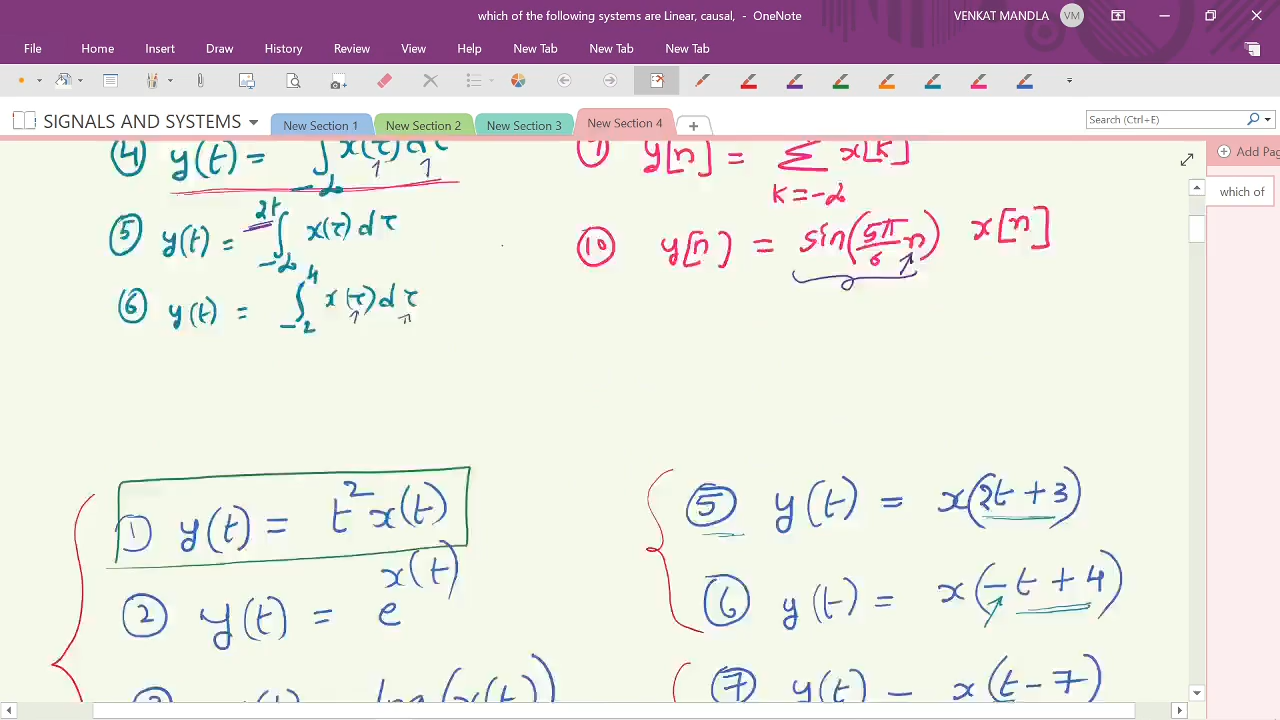 which of the following systems are Linear, causal, - OneNote
VENKAT MANDLA VM
File Home Insert Draw History Review View Help New Tab New Tab New Tab
SIGNALS AND SYSTEMS New Section 1 New Section 2 New Section 3 New Section 4 +
Search (Ctrl+E)
Add Pag
which of
④ y(t) = ∫ x(τ)dτ
-∞
⑤ y(t) = ∫ x(τ)dτ
2t
-∞
⑥ y(t) = ∫ x(τ)dτ
4
-2
y[n] = Σ x[k]
k=-∞
⑩ y[n] = sin(5π/6 n) x[n]
① y(t) = t² x(t)
② y(t) = e^x(t)
log(x(t))
⑤ y(t) = x(2t+3)
⑥ y(t) = x(-t+4)
⑦ y(t) = x(t-7)